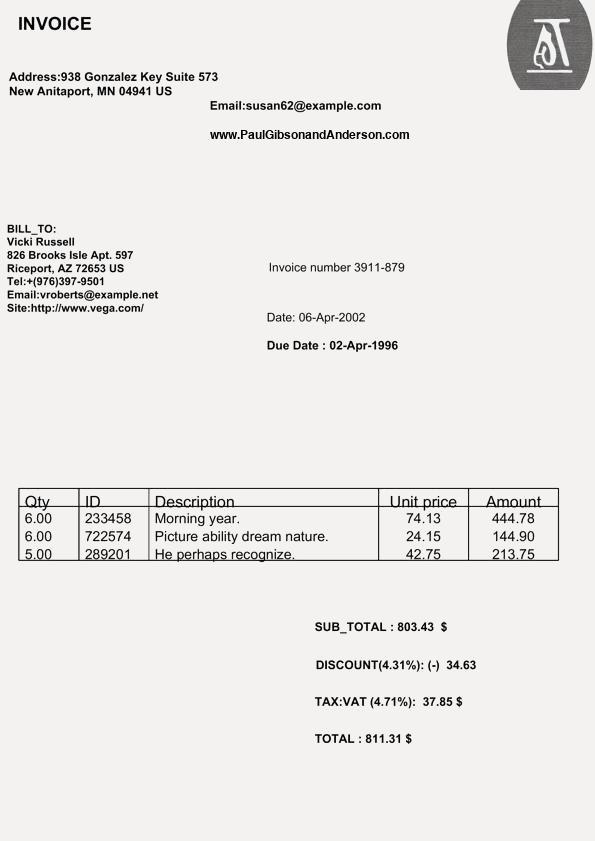 INVOICE
Address:938 Gonzalez Key Suite 573
New Anitaport, MN 04941 US
Email:susan62@example.com
www.PaulGibsonandAnderson.com
BILL_TO:
Vicki Russell
826 Brooks Isle Apt. 597
Riceport, AZ 72653 US
Tel:+(976)397-9501
Email:vroberts@example.net
Site:http://www.vega.com/
Invoice number 3911-879
Date: 06-Apr-2002
Due Date : 02-Apr-1996
Qty ID Description Unit price Amount
6.00 233458 Morning year. 74.13 444.78
6.00 722574 Picture ability dream nature. 24.15 144.90
5.00 289201 He perhaps recognize. 42.75 213.75
SUB_TOTAL : 803.43 $
DISCOUNT(4.31%): (-) 34.63
TAX:VAT (4.71%): 37.85 $
TOTAL : 811.31 $